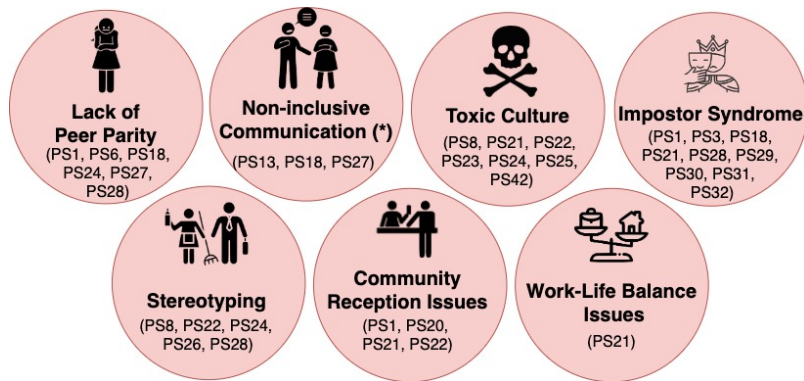 Lack of
Peer Parity
(PS1, PS6, PS18,
PS24, PS27,
PS28)
Non-inclusive
Communication (*)
(PS13, PS18, PS27)
Toxic Culture
(PS8, PS21, PS22,
PS23, PS24, PS25,
PS42)
Impostor Syndrome
(PS1, PS3, PS18,
PS21, PS28, PS29,
PS30, PS31,
PS32)
Stereotyping
(PS8, PS22, PS24,
PS26, PS28)
Community
Reception Issues
(PS1, PS20,
PS21, PS22)
Work-Life Balance
Issues
(PS21)